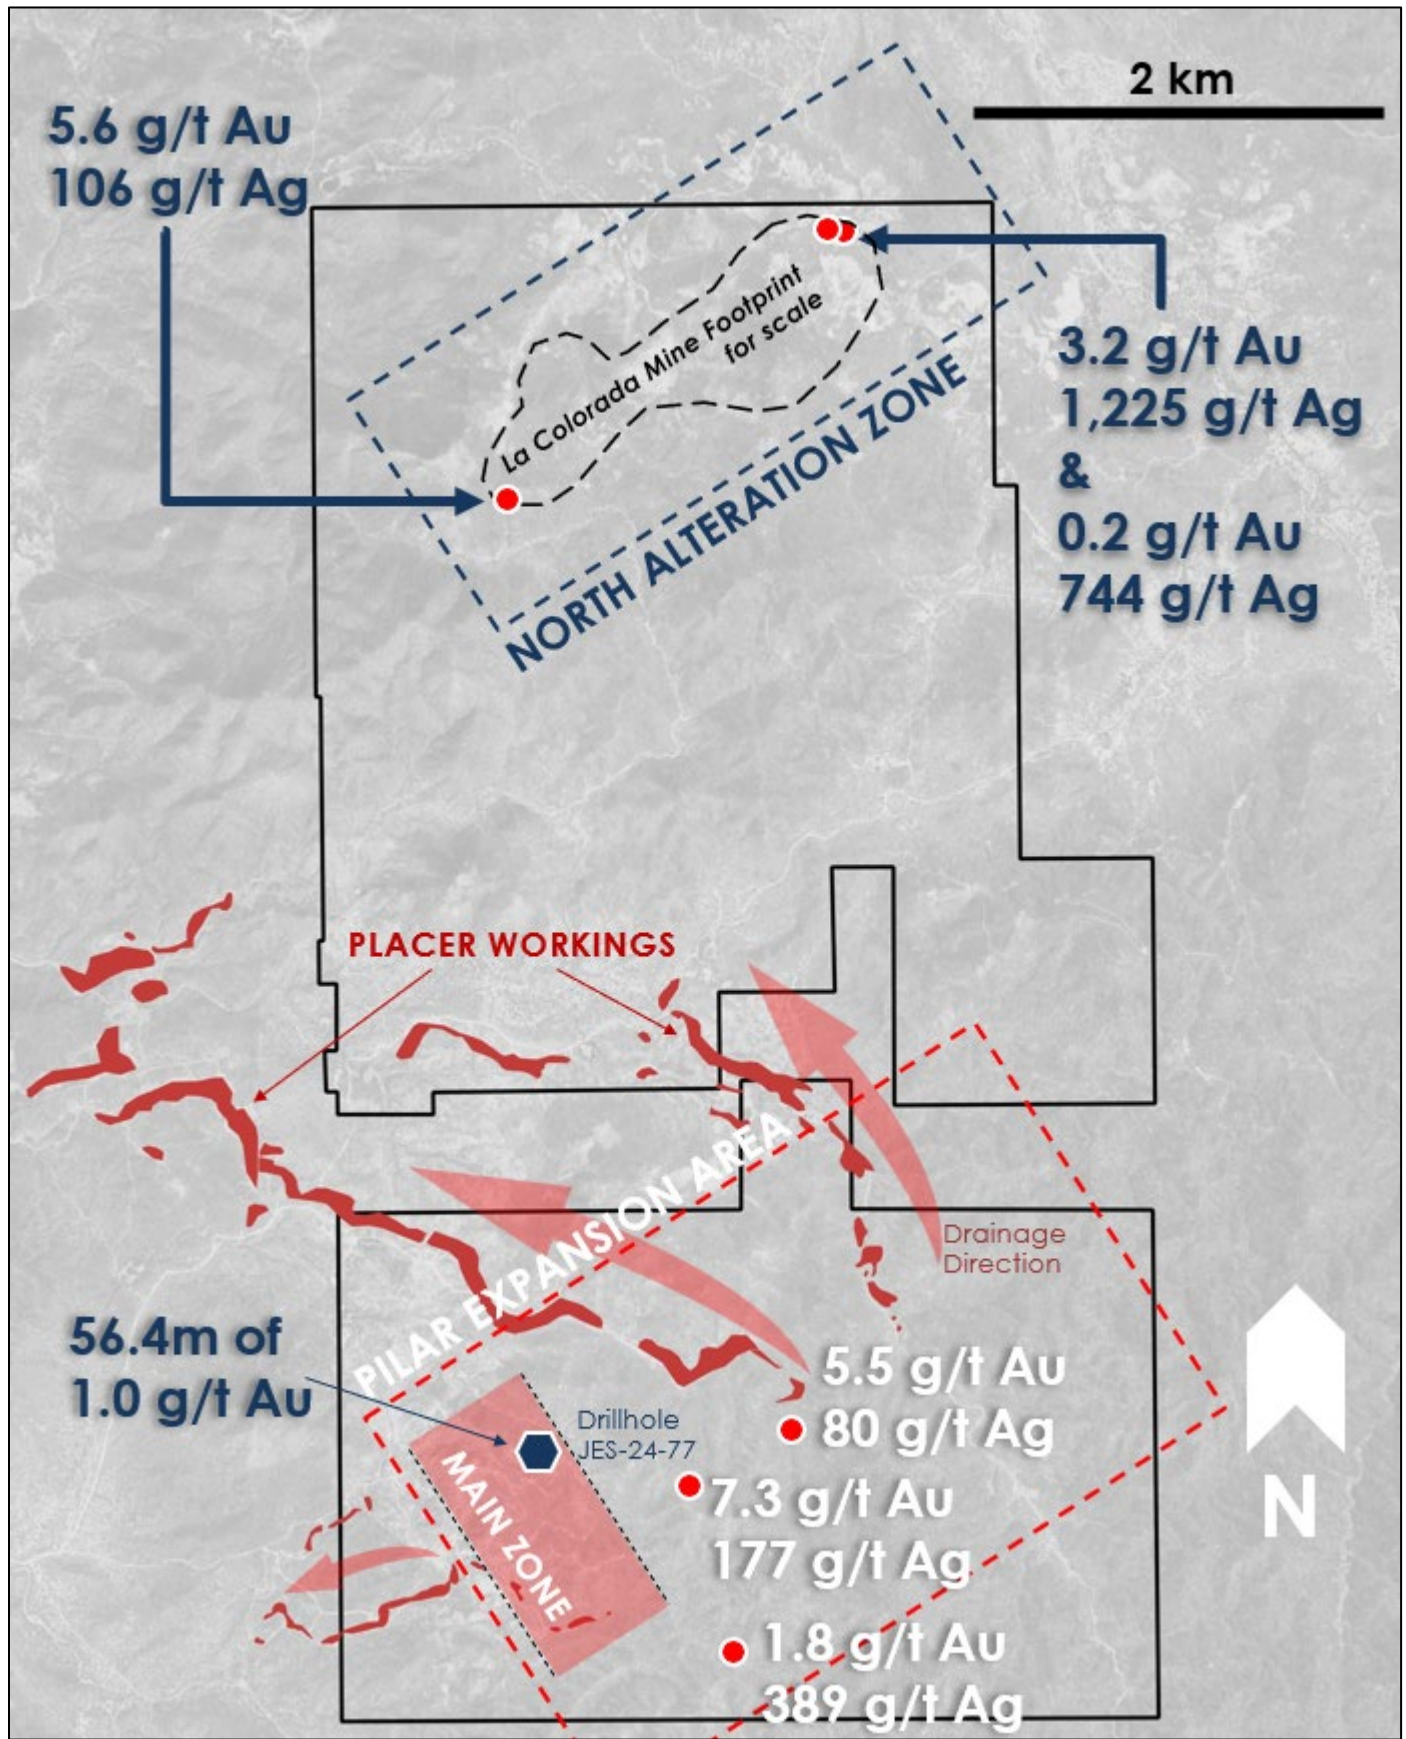 2 km
5.6 g/t Au
106 g/t Ag
La Colorada Mine Footprint
for scale
3.2 g/t Au
1,225 g/t Ag
&
0.2 g/t Au
744 g/t Ag
NORTH ALTERATION ZONE
PLACER WORKINGS
PILAR EXPANSION AREA
Drainage
Direction
56.4m of
1.0 g/t Au
5.5 g/t Au
80 g/t Ag
Drillhole
JES-24-77
MAIN ZONE
7.3 g/t Au
177 g/t Ag
N
1.8 g/t Au
389 g/t Ag